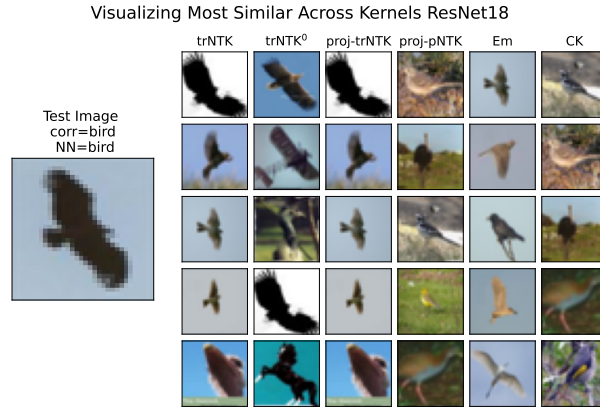 Visualizing Most Similar Across Kernels ResNet18
trNTK trNTK⁰ proj-trNTK proj-pNTK Em CK
Test Image
corr=bird
NN=bird